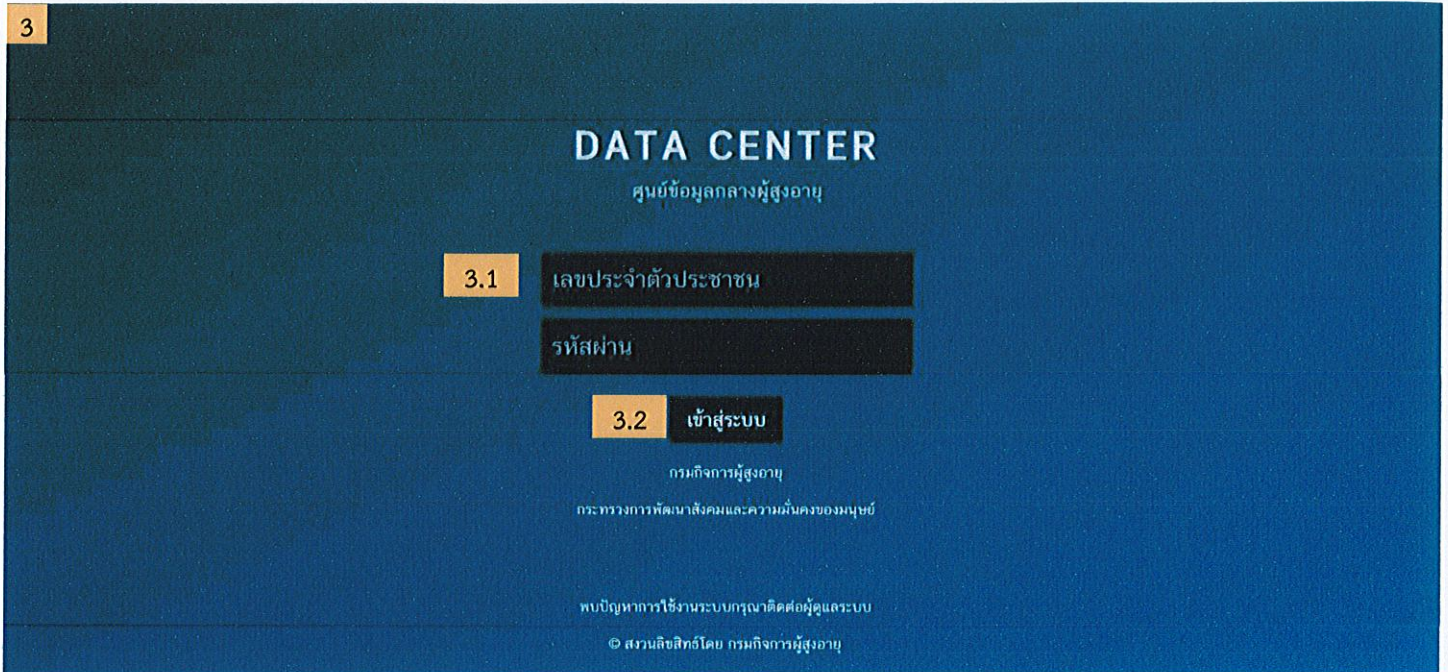 3
DATA CENTER
ศูนย์ข้อมูลกลางผู้สูงอายุ
3.1 เลขประจำตัวประชาชน
รหัสผ่าน
3.2 เข้าสู่ระบบ
กรมกิจการผู้สูงอายุ
กระทรวงการพัฒนาสังคมและความมั่นคงของมนุษย์
พบปัญหาการใช้งานระบบกรุณาติดต่อผู้ดูแลระบบ
© สงวนลิขสิทธ์โดย กรมกิจการผู้สูงอายุ